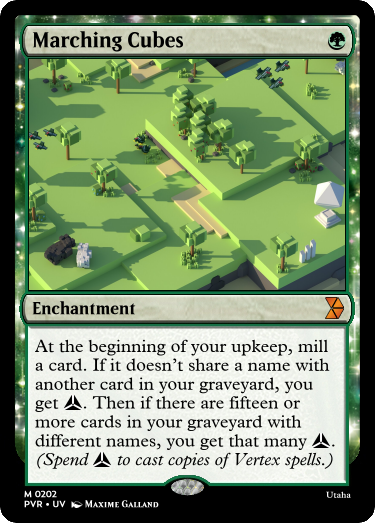 Marching Cubes
Enchantment
At the beginning of your upkeep, mill
a card. If it doesn't share a name with
another card in your graveyard, you
get . Then if there are fifteen or
more cards in your graveyard with
different names, you get that many .
(Spend  to cast copies of Vertex spells.)
M 0202
PVR • UV Maxime Galland
Utaha